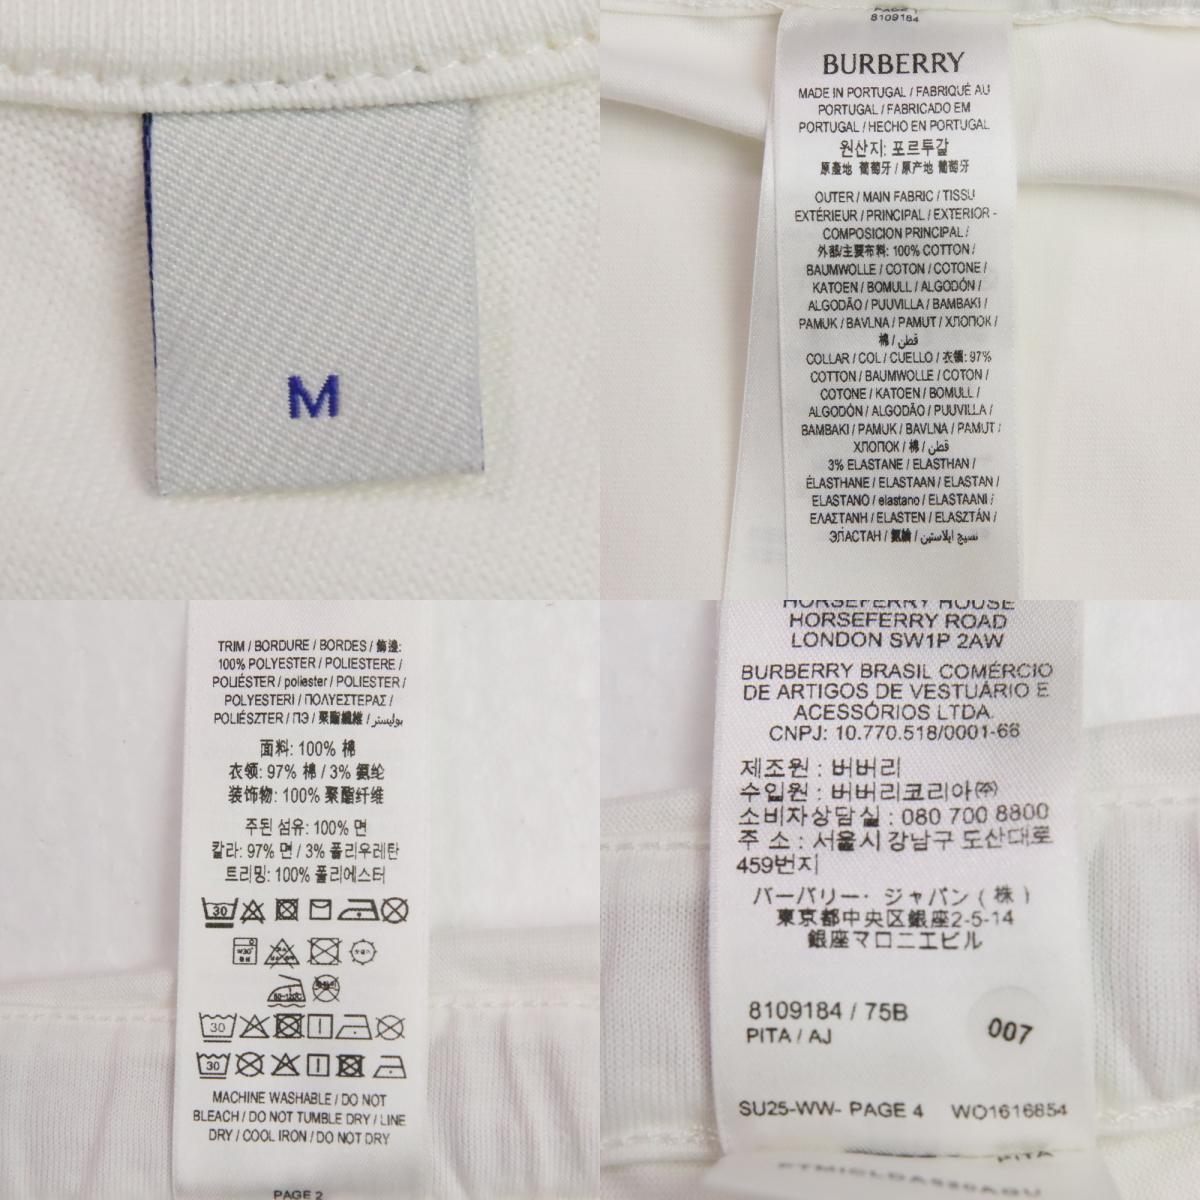 M
8109184
BURBERRY
MADE IN PORTUGAL / FABRIQUÉ AU
PORTUGAL / FABRICADO EM
PORTUGAL / HECHO EN PORTUGAL
원산지: 포르투갈
原產地 葡萄牙 / 原产地 葡萄牙
OUTER / MAIN FABRIC / TISSU
EXTÉRIEUR / PRINCIPAL / EXTERIOR -
COMPOSICION PRINCIPAL /
外部/主要布料: 100% COTTON /
BAUMWOLLE / COTON / COTONE /
KATOEN / BOMULL / ALGODÓN /
ALGODÃO / PUUVILLA / BAMBAKI /
PAMUK / BAVLNA / PAMUT / ХЛОПОК /
棉 / قطن
COLLAR / COL / CUELLO / 衣領: 97%
COTTON / BAUMWOLLE / COTON /
COTONE / KATOEN / BOMULL /
ALGODÓN / ALGODÃO / PUUVILLA /
BAMBAKI / PAMUK / BAVLNA / PAMUT /
ХЛОПОК / 棉 / قطن
3% ELASTANE / ELASTHAN /
ÉLASTHANE / ELASTAAN / ELASTAN /
ELASTANO / elastano / ELASTAANI /
ΕΛΑΣΤΑΝΗ / ELASTEN / ELASZTÁN /
ЭЛАСТАН / 氨綸 / نسيج ايلاستين
TRIM / BORDURE / BORDES / 飾邊:
100% POLYESTER / POLIESTERE /
POLIÉSTER / poliester / POLIESTER /
POLYESTERI / ΠΟΛΥΕΣΤΕΡΑΣ /
POLIÉSZTER / ПЭ / 聚酯纖維 / بوليستر
面料: 100% 棉
衣领: 97% 棉 / 3% 氨纶
装饰物: 100% 聚酯纤维
주된 섬유: 100% 면
칼라: 97% 면 / 3% 폴리우레탄
트리밍: 100% 폴리에스터
30
30
30
MACHINE WASHABLE / DO NOT
BLEACH / DO NOT TUMBLE DRY / LINE
DRY / COOL IRON / DO NOT DRY
PAGE 2
HORSEFERRY HOUSE
HORSEFERRY ROAD
LONDON SW1P 2AW
BURBERRY BRASIL COMÉRCIO
DE ARTIGOS DE VESTUÁRIO E
ACESSÓRIOS LTDA.
CNPJ: 10.770.518/0001-66
제조원 : 버버리
수입원 : 버버리코리아㈜
소비자상담실 : 080 700 8800
주 소 : 서울시 강남구 도산대로
459번지
バーバリー・ジャパン ( 株 )
東京都中央区銀座2-5-14
銀座マロニエビル
8109184 / 75B
PITA / AJ
007
SU25-WW- PAGE 4 WO1616854
PITA